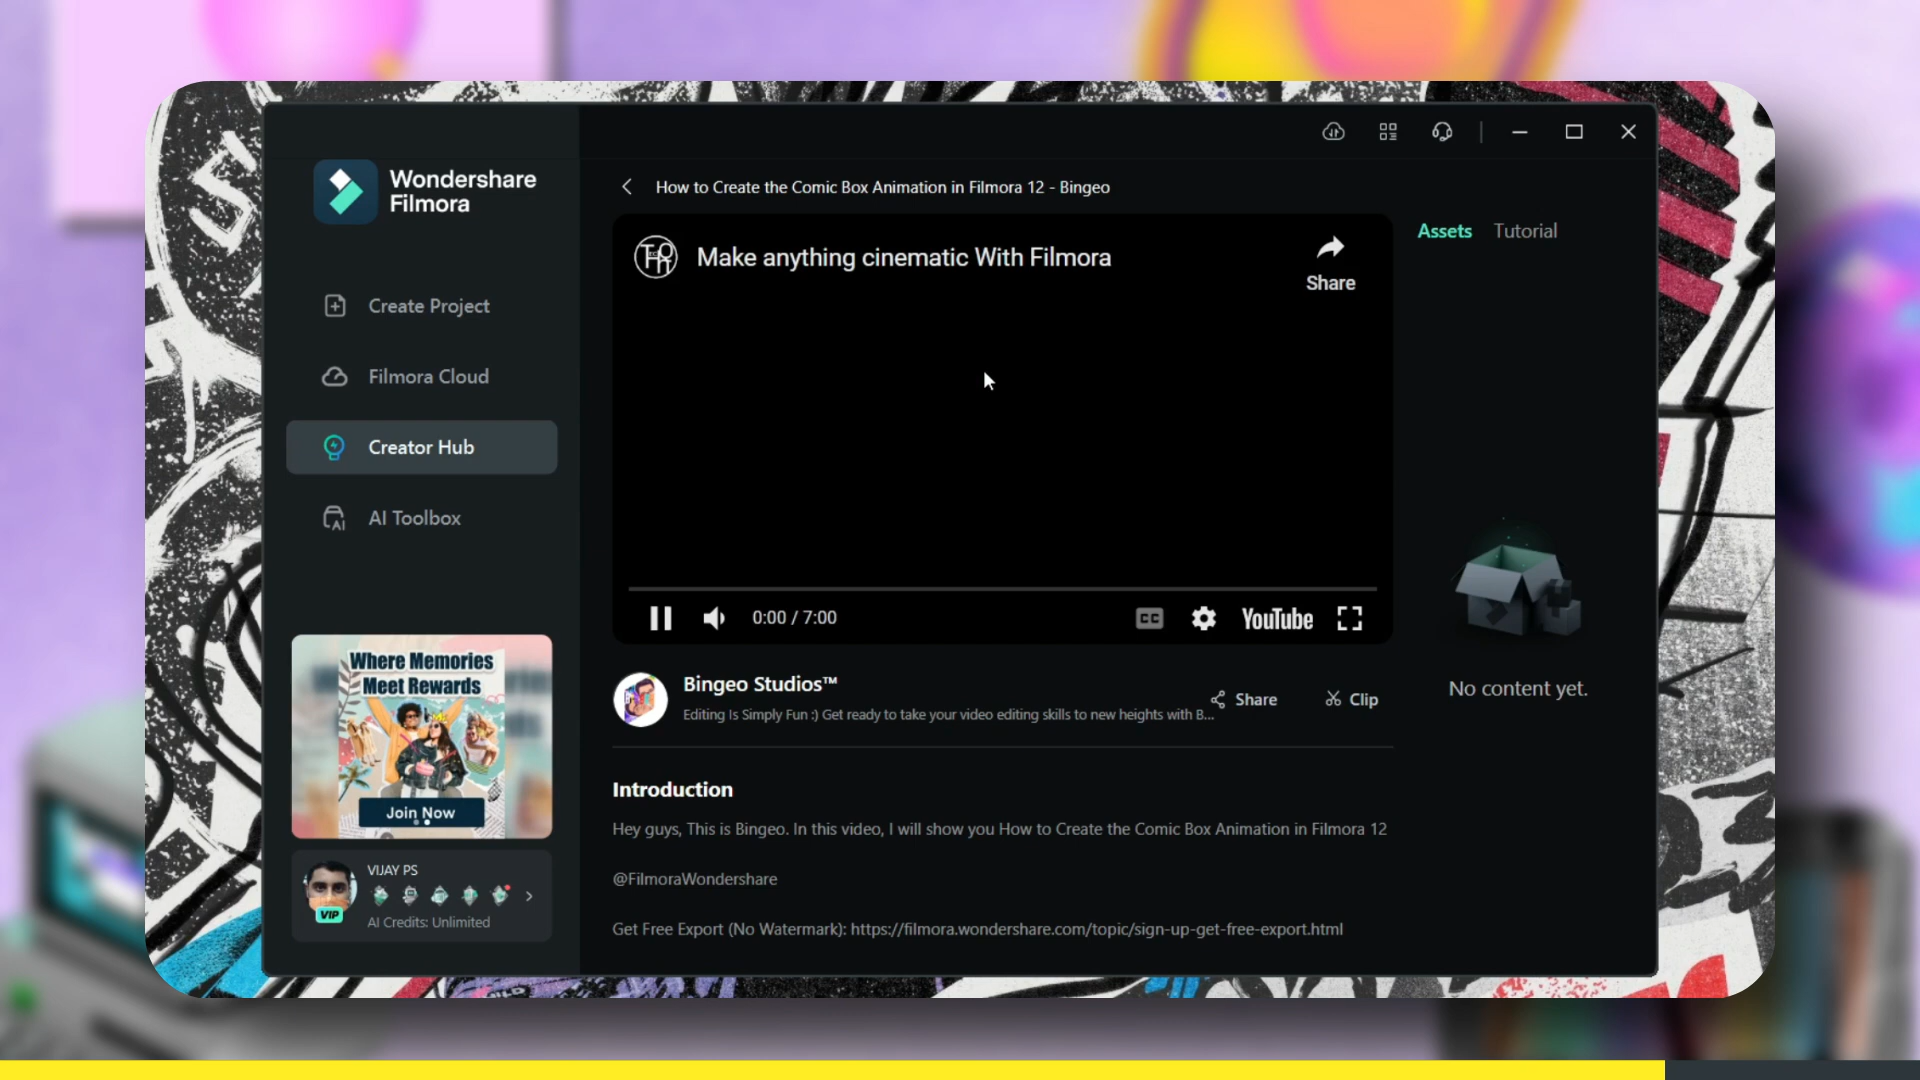 Wondershare
Filmora
Create Project
Filmora Cloud
Creator Hub
AI Toolbox
Where Memories
Meet Rewards
Join Now
VIJAY PS
VIP
AI Credits: Unlimited
How to Create the Comic Box Animation in Filmora 12 - Bingeo
Make anything cinematic With Filmora
Share
0:00 / 7:00
CC
YouTube
Bingeo Studios™
Editing Is Simply Fun :) Get ready to take your video editing skills to new heights with B...
Share
Clip
Introduction
Hey guys, This is Bingeo. In this video, I will show you How to Create the Comic Box Animation in Filmora 12
@FilmoraWondershare
Get Free Export (No Watermark): https://filmora.wondershare.com/topic/sign-up-get-free-export.html
Assets
Tutorial
No content yet.